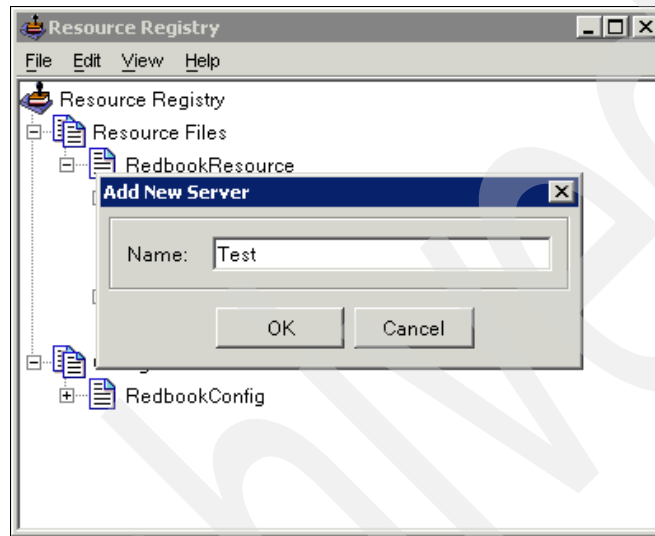 Resource Registry
File Edit View Help
Resource Registry
Resource Files
RedbookResource
Add New Server
Name: Test
OK Cancel
RedbookConfig